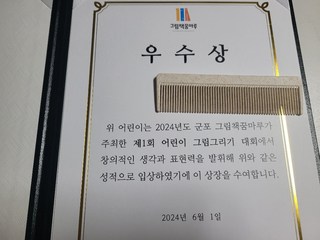 그림책꿈마루
우수상
위 어린이는 2024년도 군포 그림책꿈마루가
주최한 제1회 어린이 그림그리기 대회에서
창의적인 생각과 표현력을 발휘해 위와 같은
성적으로 입상하였기에 이 상장을 수여합니다.
2024년 6월 1일